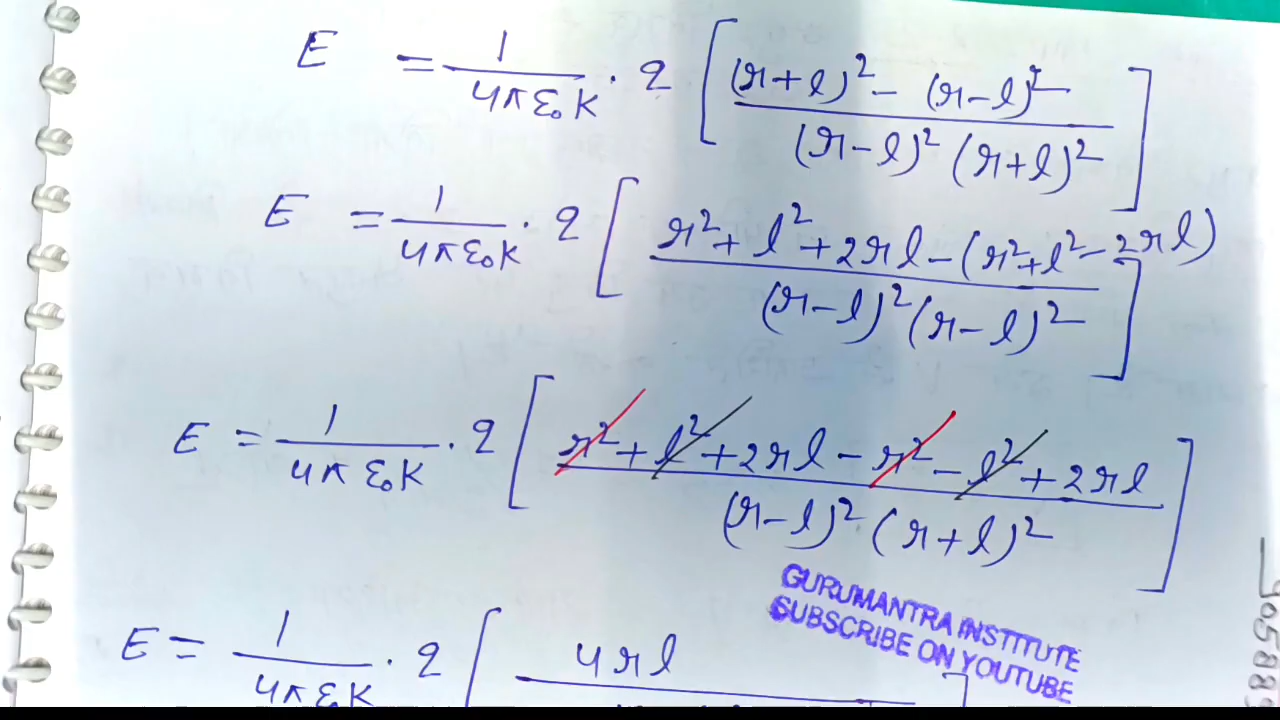 E = 1/4πε₀K · q [ (r+l)² - (r-l)² / (r-l)² (r+l)² ]
E = 1/4πε₀K · q [ r² + l² + 2rl - (r² + l² - 2rl) / (r-l)² (r-l)² ]
E = 1/4πε₀K · q [ r² + l² + 2rl - r² - l² + 2rl / (r-l)² (r+l)² ]
GURUMANTRA INSTITUTE
SUBSCRIBE ON YOUTUBE
E = 1/4πε₀K · q [ 4rl